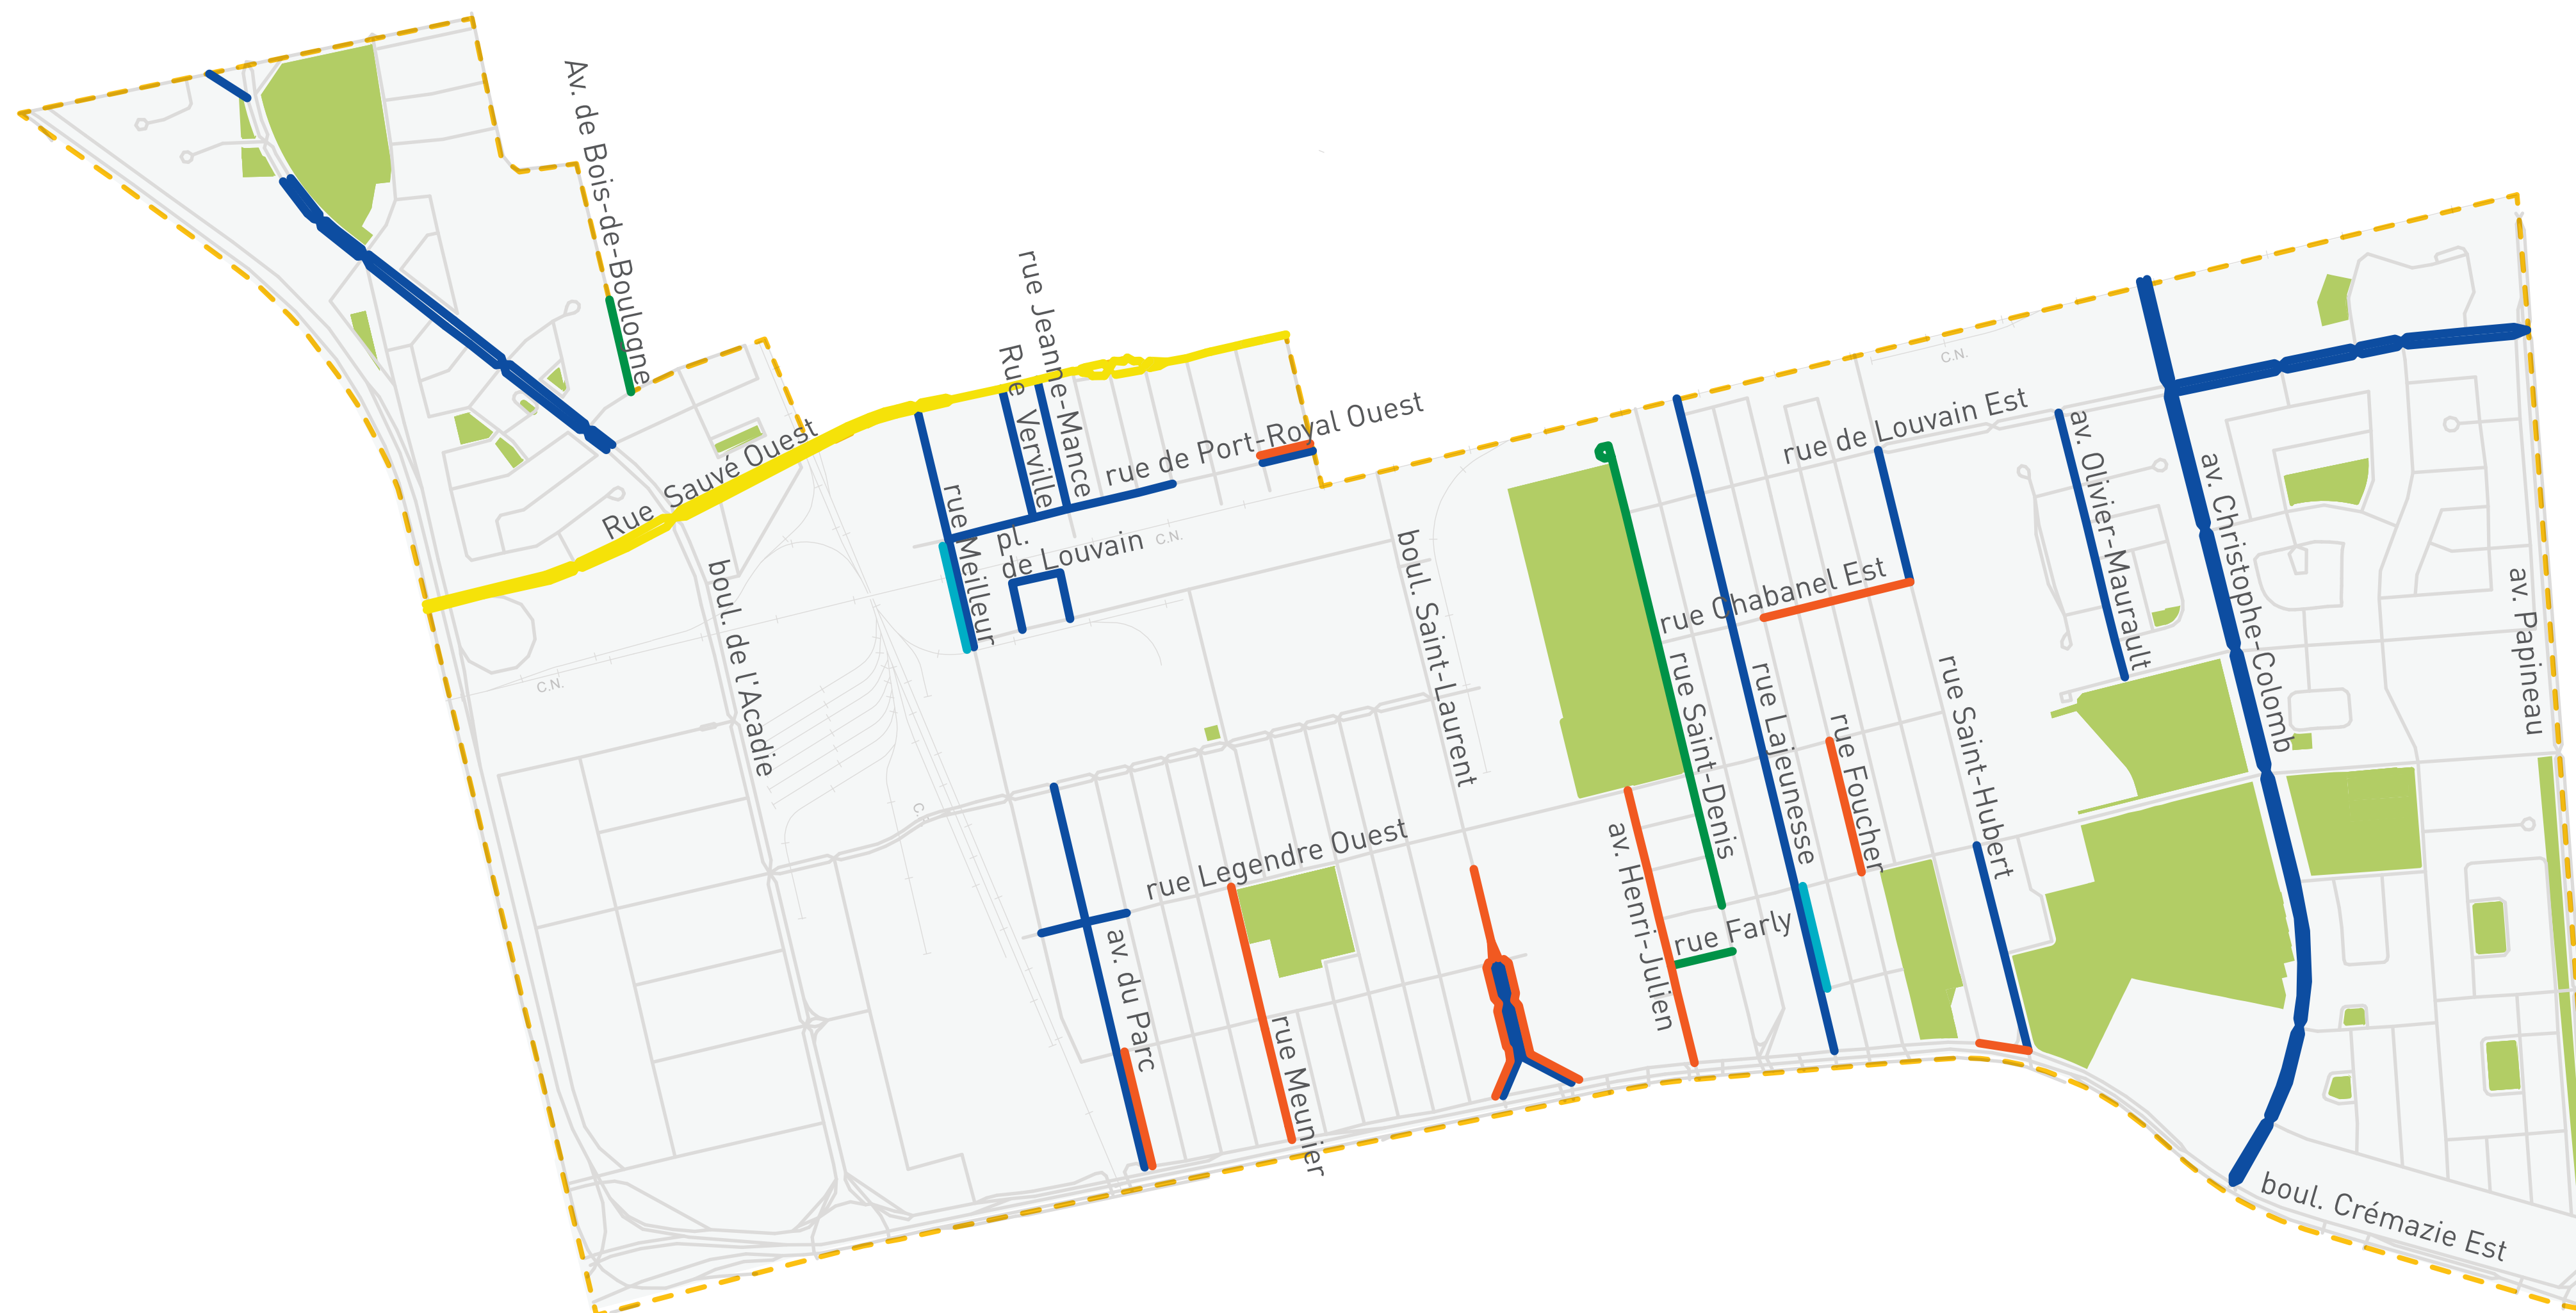 Av. de Bois-de-Boulogne
rue Jeanne-Mance
Rue Verville
C.N.
rue de Louvain Est
rue de Port-Royal Ouest
av. Olivier-Maurault
Rue Sauvé Ouest
av. Christophe-Colomb
rue Meilleur
pl.
de Louvain
C.N.
boul. Saint-Laurent
boul. de l'Acadie
rue Chabanel Est
av. Papineau
C.N.
rue Saint-Denis
rue Lajeunesse
rue Saint-Hubert
rue Foucher
C.
rue Legendre Ouest
av. Henri-Julien
rue Farly
av. du Parc
rue Meunier
boul. Crémazie Est